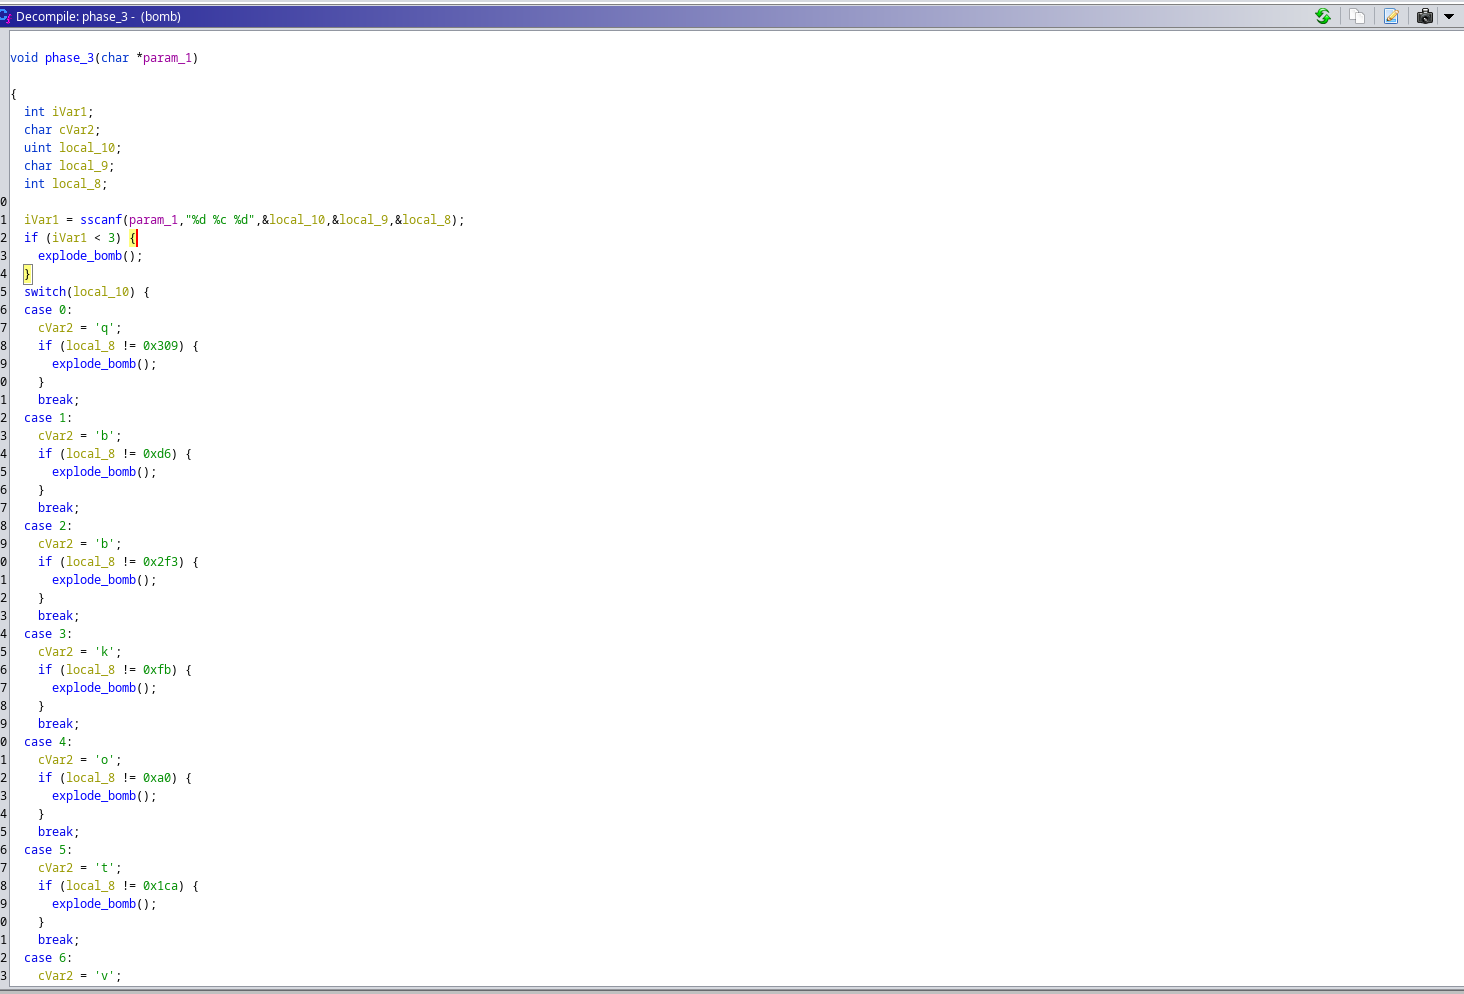 Decompile: phase_3 - (bomb)
void phase_3(char *param_1)
{
int iVar1;
char cVar2;
uint local_10;
char local_9;
int local_8;
0
1 iVar1 = sscanf(param_1,"%d %c %d",&local_10,&local_9,&local_8);
2 if (iVar1 < 3) {
3 explode_bomb();
4 }
5 switch(local_10) {
6 case 0:
7 cVar2 = 'q';
8 if (local_8 != 0x309) {
9 explode_bomb();
0 }
1 break;
2 case 1:
3 cVar2 = 'b';
4 if (local_8 != 0xd6) {
5 explode_bomb();
6 }
7 break;
8 case 2:
9 cVar2 = 'b';
0 if (local_8 != 0x2f3) {
1 explode_bomb();
2 }
3 break;
4 case 3:
5 cVar2 = 'k';
6 if (local_8 != 0xfb) {
7 explode_bomb();
8 }
9 break;
0 case 4:
1 cVar2 = 'o';
2 if (local_8 != 0xa0) {
3 explode_bomb();
4 }
5 break;
6 case 5:
7 cVar2 = 't';
8 if (local_8 != 0x1ca) {
9 explode_bomb();
0 }
1 break;
2 case 6:
3 cVar2 = 'v';